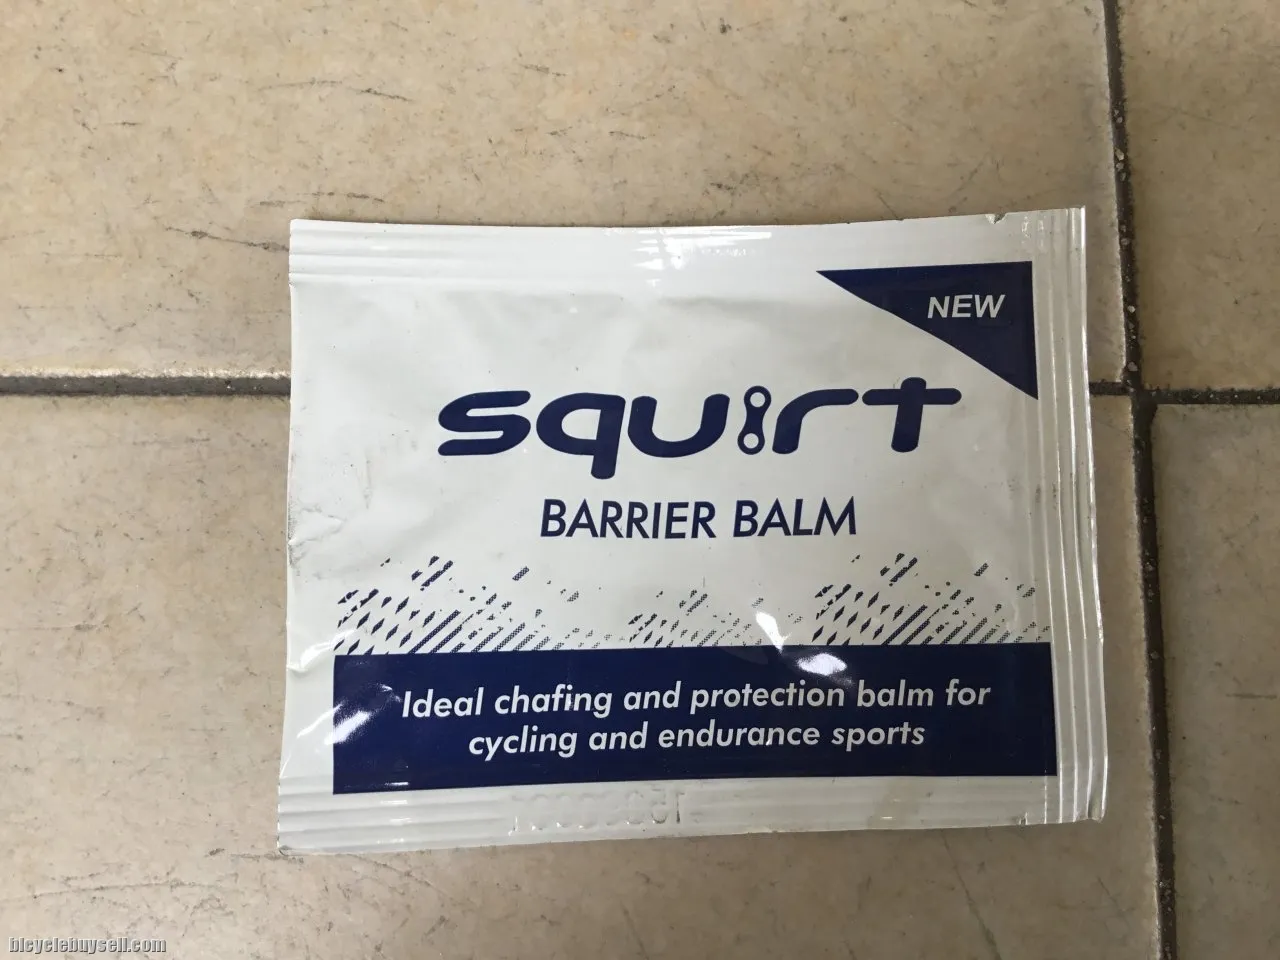 NEW
squirt
BARRIER BALM
Ideal chafing and protection balm for
cycling and endurance sports
bicyclebuysell.com